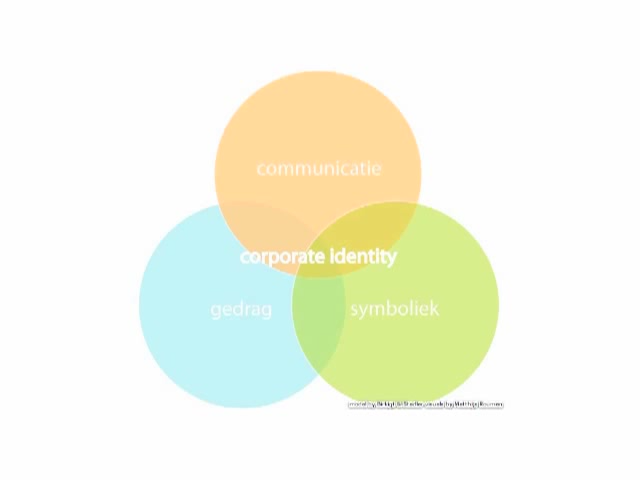 communicatie
corporate identity
gedrag
symboliek